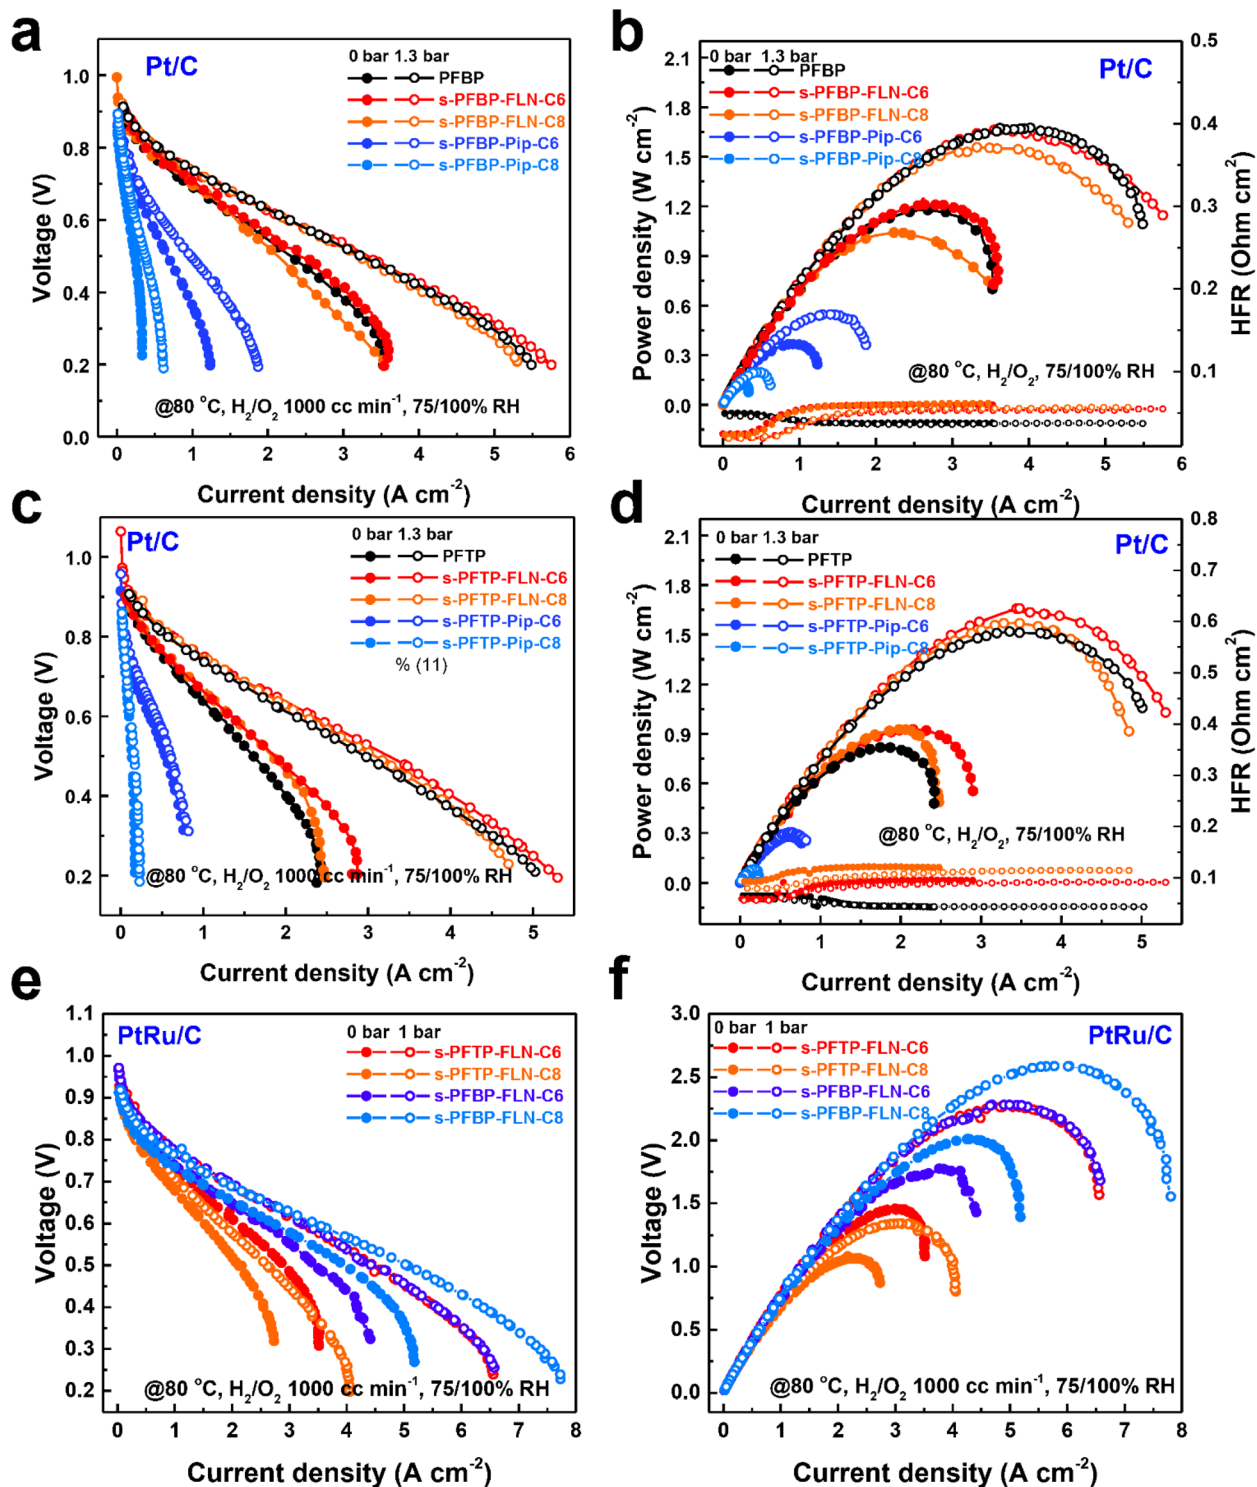 a
Pt/C
0 bar 1.3 bar
PFBP
s-PFBP-FLN-C6
s-PFBP-FLN-C8
s-PFBP-Pip-C6
s-PFBP-Pip-C8
1.0
0.8
0.6
0.4
0.2
0.0
Voltage (V)
@80 °C, H₂/O₂ 1000 cc min⁻¹, 75/100% RH
0 1 2 3 4 5 6
Current density (A cm⁻²)
b
Pt/C
0 bar 1.3 bar
PFBP
s-PFBP-FLN-C6
s-PFBP-FLN-C8
s-PFBP-Pip-C6
s-PFBP-Pip-C8
2.1
1.8
1.5
1.2
0.9
0.6
0.3
0.0
Power density (W cm⁻²)
0.5
0.4
0.3
0.2
0.1
0.0
HFR (Ohm cm²)
@80 °C, H₂/O₂, 75/100% RH
0 1 2 3 4 5 6
Current density (A cm⁻²)
c
Pt/C
0 bar 1.3 bar
PFTP
s-PFTP-FLN-C6
s-PFTP-FLN-C8
s-PFTP-Pip-C6
s-PFTP-Pip-C8
% (11)
1.0
0.8
0.6
0.4
0.2
Voltage (V)
@80 °C, H₂/O₂ 1000 cc min⁻¹, 75/100% RH
0 1 2 3 4 5
Current density (A cm⁻²)
d
Pt/C
0 bar 1.3 bar
PFTP
s-PFTP-FLN-C6
s-PFTP-FLN-C8
s-PFTP-Pip-C6
s-PFTP-Pip-C8
2.1
1.8
1.5
1.2
0.9
0.6
0.3
0.0
Power density (W cm⁻²)
0.8
0.7
0.6
0.5
0.4
0.3
0.2
0.1
HFR (Ohm cm²)
@80 °C, H₂/O₂, 75/100% RH
0 1 2 3 4 5
Current density (A cm⁻²)
e
PtRu/C
0 bar 1 bar
s-PFTP-FLN-C6
s-PFTP-FLN-C8
s-PFBP-FLN-C6
s-PFBP-FLN-C8
1.1
1.0
0.9
0.8
0.7
0.6
0.5
0.4
0.3
0.2
Voltage (V)
@80 °C, H₂/O₂ 1000 cc min⁻¹, 75/100% RH
0 1 2 3 4 5 6 7 8
Current density (A cm⁻²)
f
PtRu/C
0 bar 1 bar
s-PFTP-FLN-C6
s-PFTP-FLN-C8
s-PFBP-FLN-C6
s-PFBP-FLN-C8
3.0
2.5
2.0
1.5
1.0
0.5
0.0
Voltage (V)
@80 °C, H₂/O₂ 1000 cc min⁻¹, 75/100% RH
0 1 2 3 4 5 6 7 8
Current density (A cm⁻²)